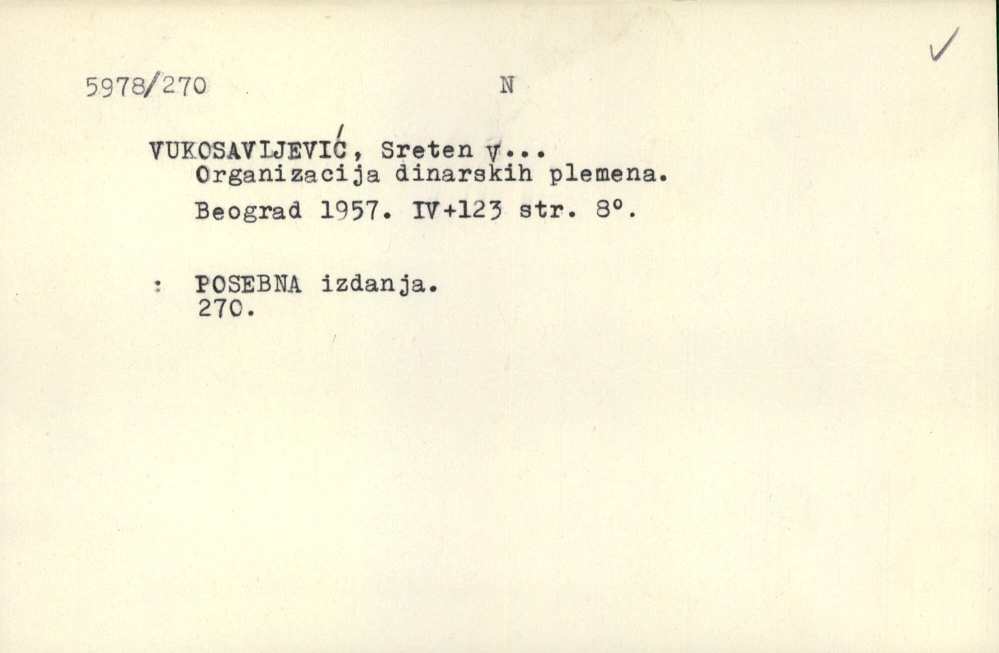 5978/270 N
VUKOSAVLJEVIĆ, Sreten V...
Organizacija dinarskih plemena.
Beograd 1957. IV+123 str. 8°.
: POSEBNA izdanja.
270.